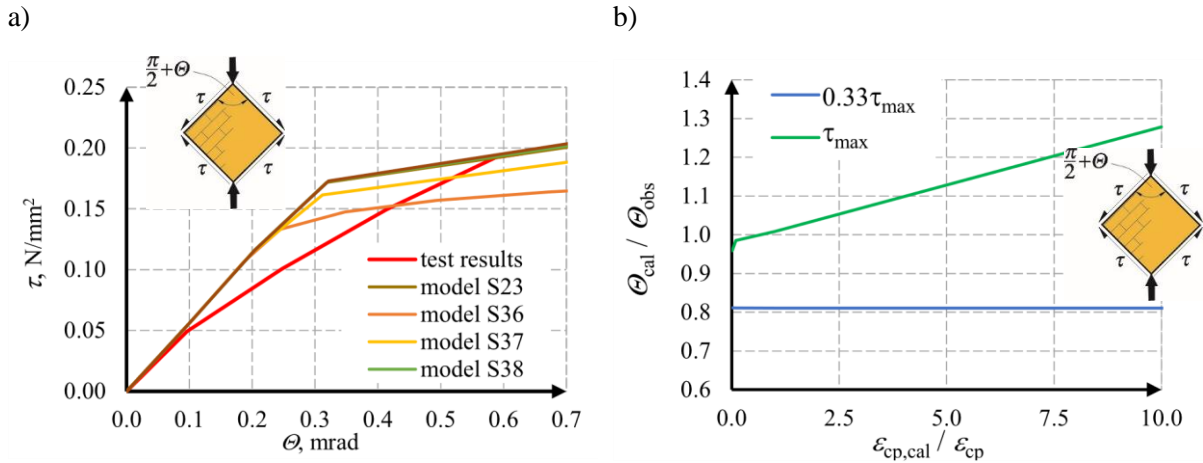 a)
π/2+Θ
τ τ
τ τ
τ, N/mm²
0.25
0.20
0.15
0.10
0.05
0.00
test results
model S23
model S36
model S37
model S38
0.0 0.1 0.2 0.3 0.4 0.5 0.6 0.7
Θ, mrad
b)
Θcal / Θobs
1.4
1.3
1.2
1.1
1.0
0.9
0.8
0.7
0.6
0.33τmax
τmax
π/2+Θ
τ τ
τ τ
0.0 2.5 5.0 7.5 10.0
εcp,cal / εcp